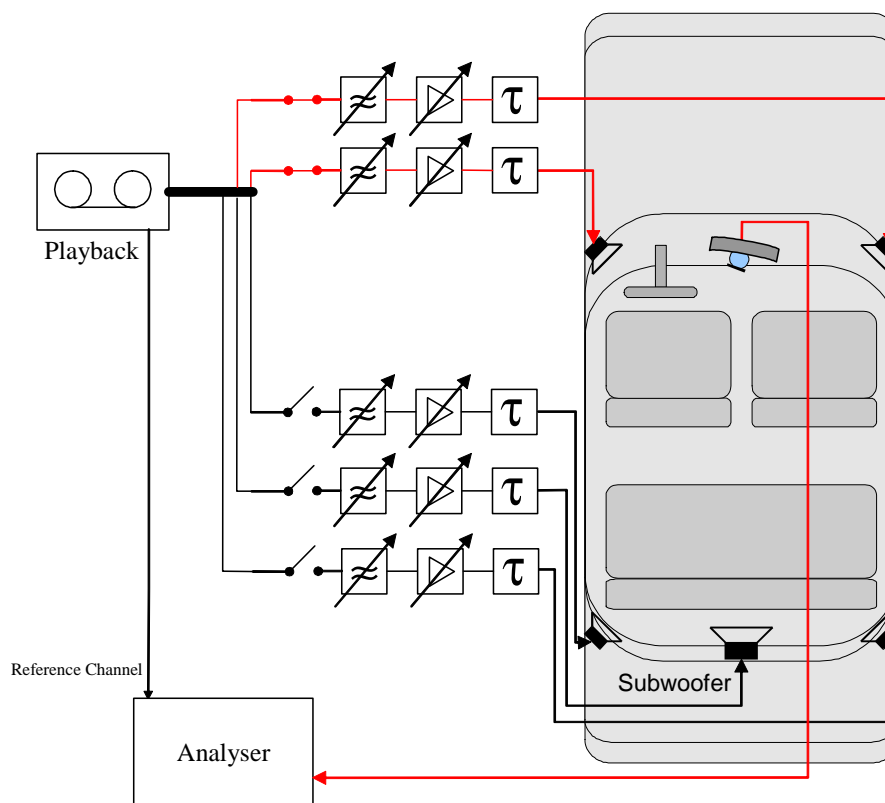 τ
τ
Playback
τ
τ
τ
Reference Channel
Subwoofer
Analyser